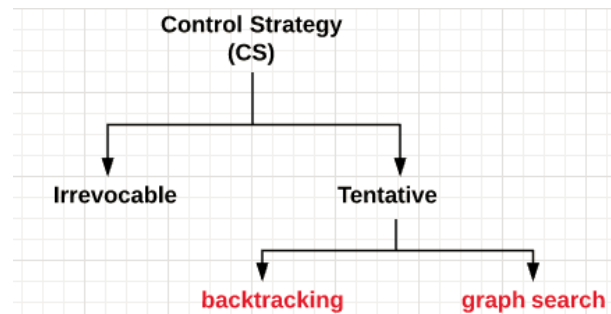 Control Strategy
(CS)
Irrevocable
Tentative
backtracking
graph search